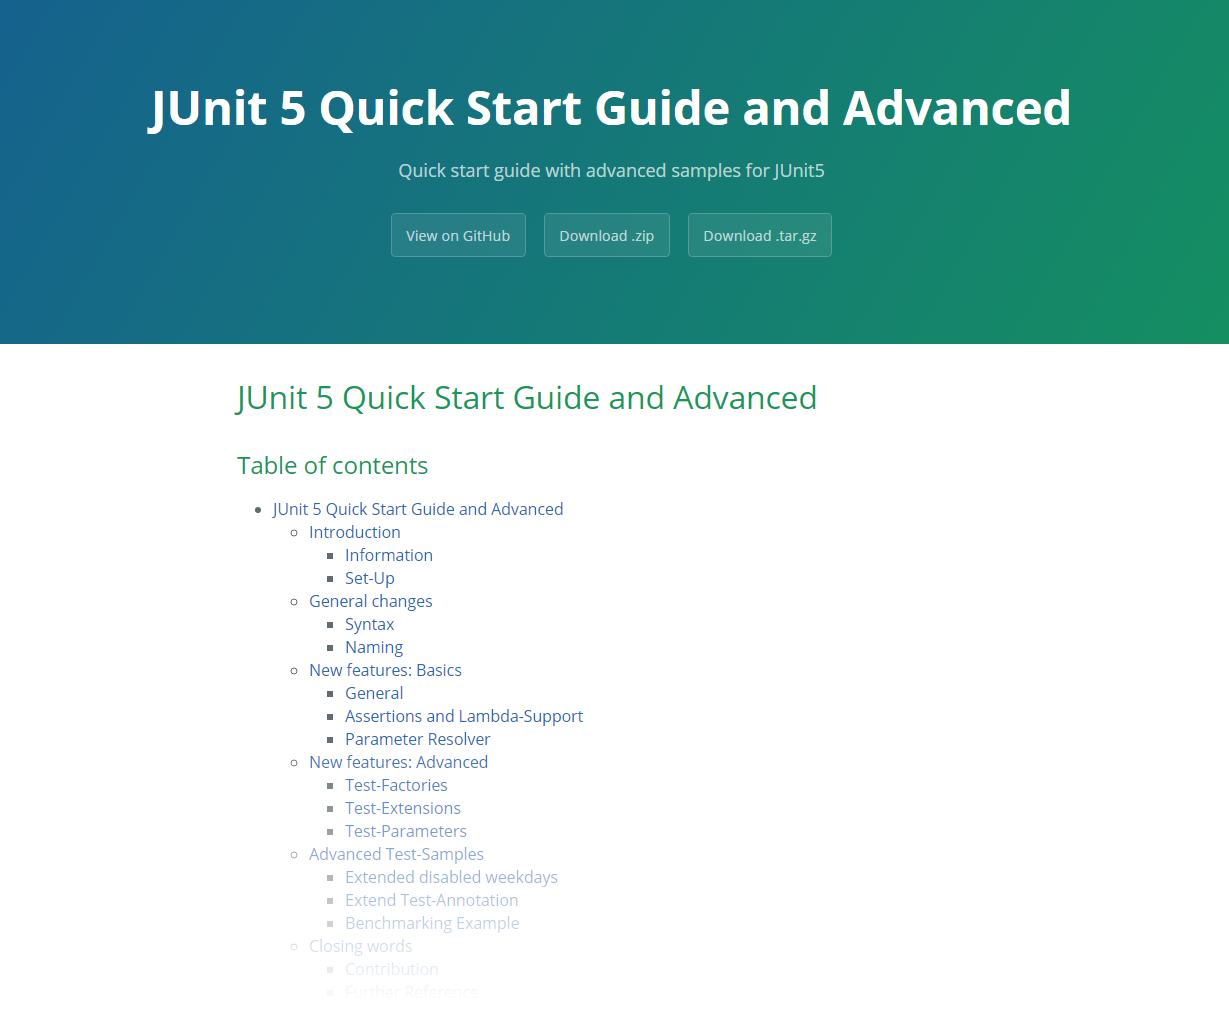 JUnit 5 Quick Start Guide and Advanced
Quick start guide with advanced samples for JUnit5
View on GitHub
Download .zip
Download .tar.gz
JUnit 5 Quick Start Guide and Advanced
Table of contents
JUnit 5 Quick Start Guide and Advanced
Introduction
Information
Set-Up
General changes
Syntax
Naming
New features: Basics
General
Assertions and Lambda-Support
Parameter Resolver
New features: Advanced
Test-Factories
Test-Extensions
Test-Parameters
Advanced Test-Samples
Extended disabled weekdays
Extend Test-Annotation
Benchmarking Example
Closing words
Contribution
Further Reference